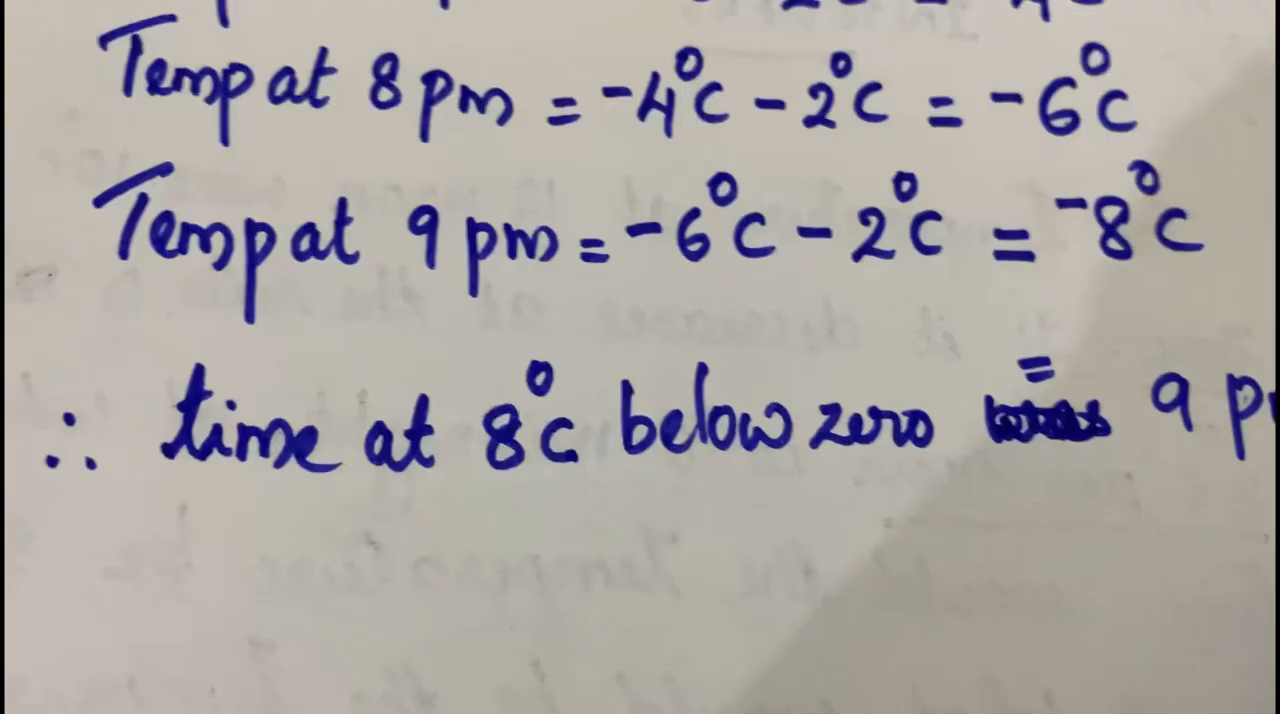 Temp at 8 pm = -4°C - 2°C = -6°C
Temp at 9 pm = -6°C - 2°C = -8°C
∴ time at 8°C below zero = 9 p